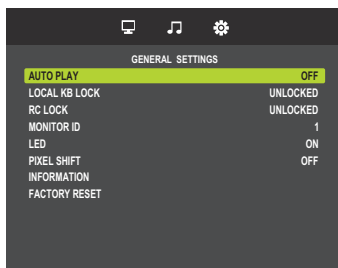 GENERAL SETTINGS
AUTO PLAY OFF
LOCAL KB LOCK UNLOCKED
RC LOCK UNLOCKED
MONITOR ID 1
LED ON
PIXEL SHIFT OFF
INFORMATION
FACTORY RESET